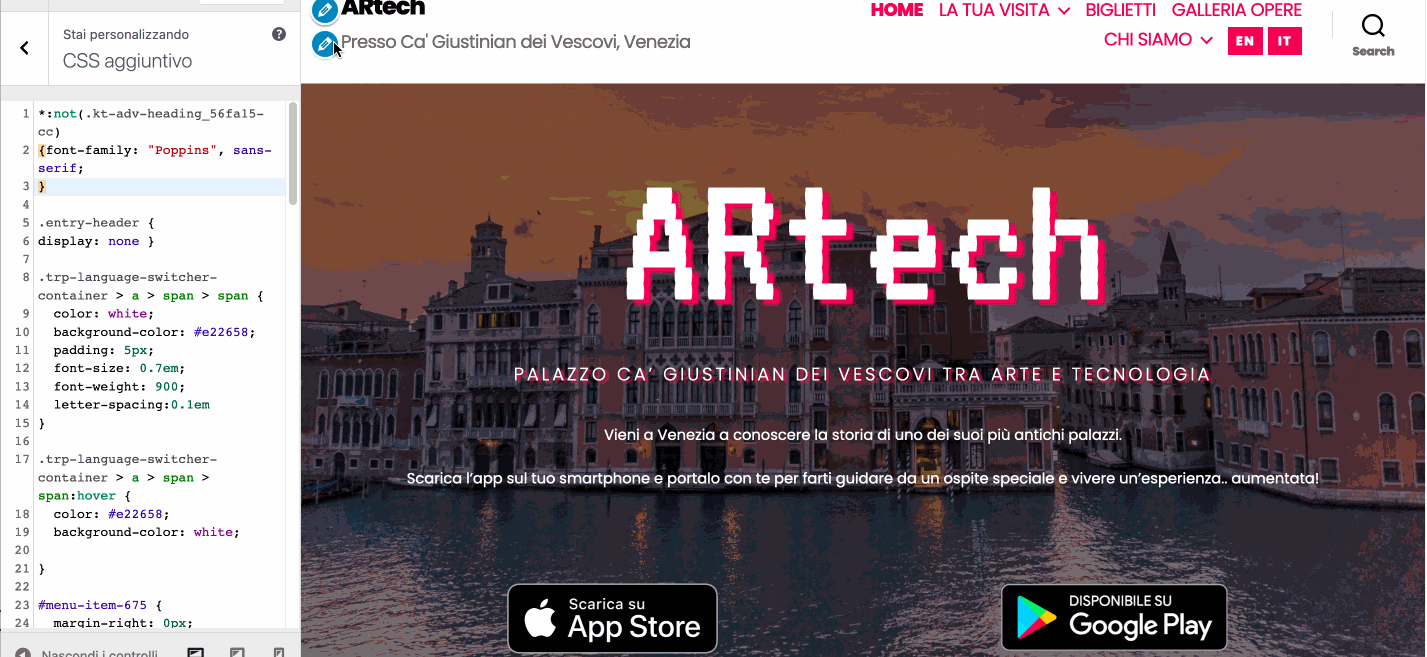 Stai personalizzando
CSS aggiuntivo
1 *:not(.kt-adv-heading_56fa15-
cc)
2 {font-family: "Poppins", sans-
serif;
3 }
4
5 .entry-header {
6 display: none }
7
8 .trp-language-switcher-
container > a > span > span {
9 color: white;
10 background-color: #e22658;
11 padding: 5px;
12 font-size: 0.7em;
13 font-weight: 900;
14 letter-spacing:0.1em
15 }
16
17 .trp-language-switcher-
container > a > span >
span:hover {
18 color: #e22658;
19 background-color: white;
20
21 }
22
23 #menu-item-675 {
24 margin-right: 0px;
Nascondi i controlli
ARtech
Presso Ca' Giustinian dei Vescovi, Venezia
HOME LA TUA VISITA BIGLIETTI GALLERIA OPERE
CHI SIAMO EN IT
Search
ARtech
PALAZZO CA’ GIUSTINIAN DEI VESCOVI TRA ARTE E TECNOLOGIA
Vieni a Venezia a conoscere la storia di uno dei suoi più antichi palazzi.
Scarica l’app sul tuo smartphone e portalo con te per farti guidare da un ospite speciale e vivere un’esperienza.. aumentata!
Scarica su
App Store
DISPONIBILE SU
Google Play